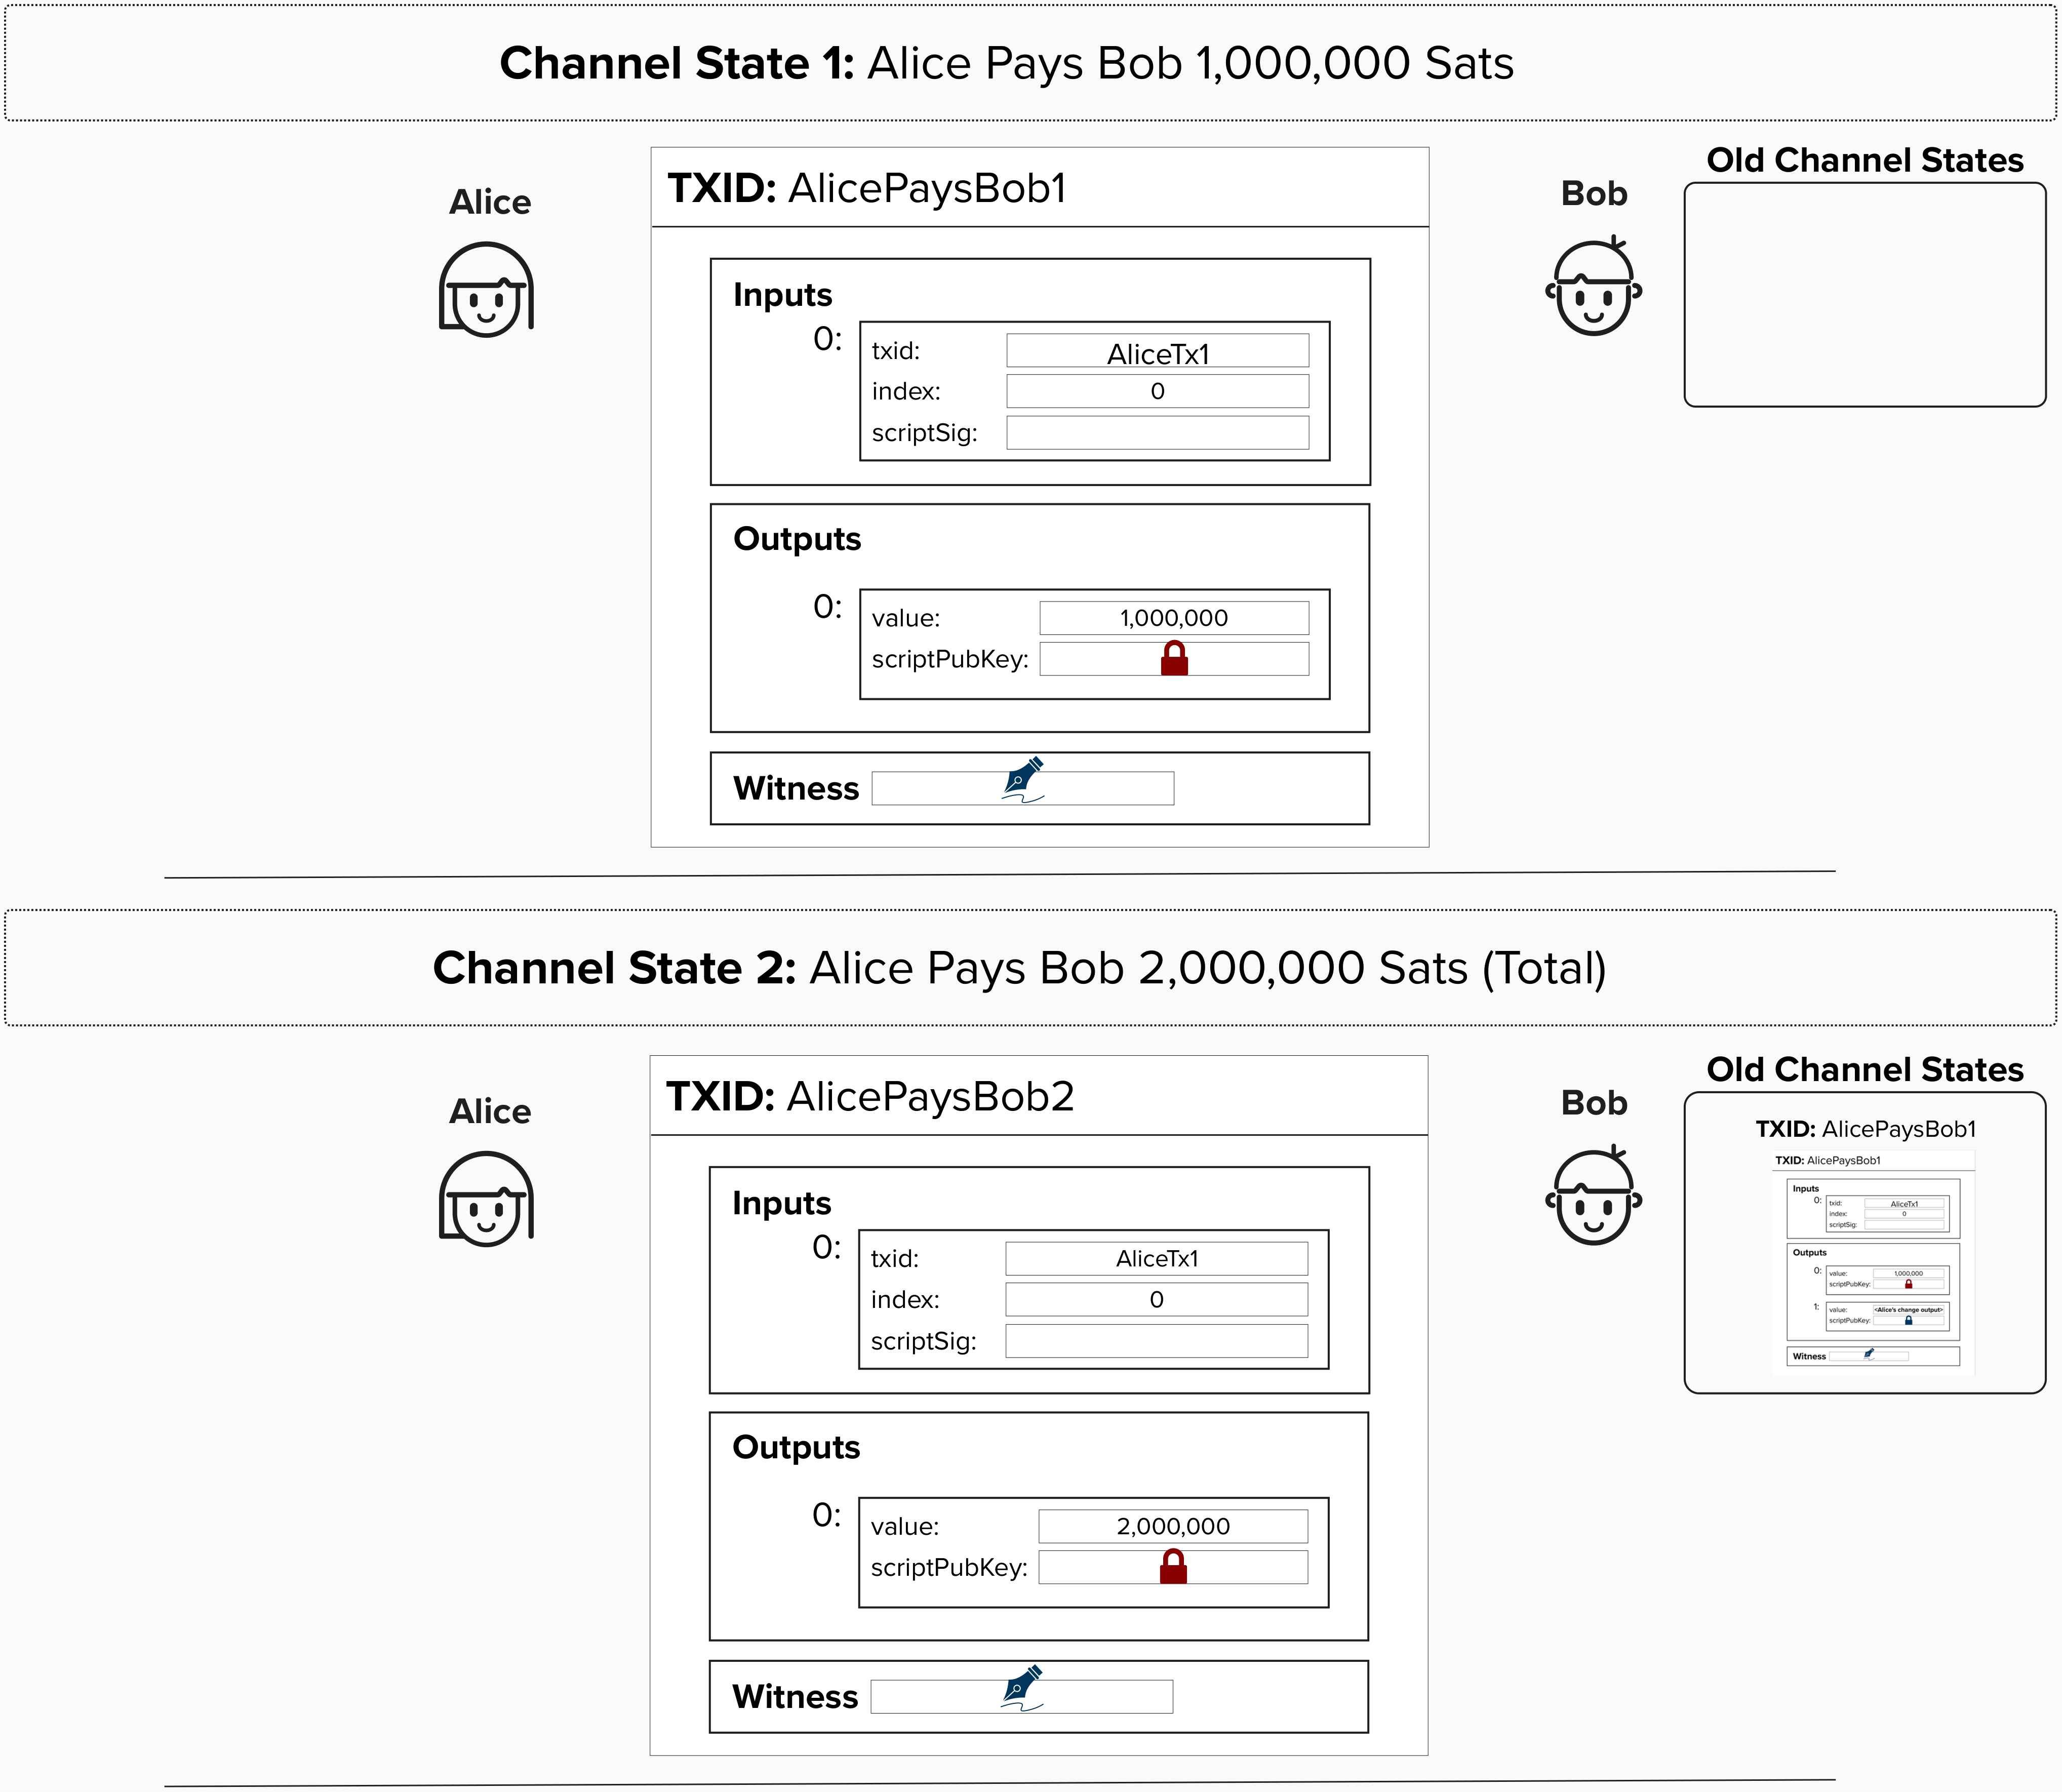 Channel State 1: Alice Pays Bob 1,000,000 Sats
Alice
TXID: AlicePaysBob1
Inputs
0:
txid: AliceTx1
index: 0
scriptSig:
Outputs
0:
value: 1,000,000
scriptPubKey:
Witness
Bob
Old Channel States
Channel State 2: Alice Pays Bob 2,000,000 Sats (Total)
Alice
TXID: AlicePaysBob2
Inputs
0:
txid: AliceTx1
index: 0
scriptSig:
Outputs
0:
value: 2,000,000
scriptPubKey:
Witness
Bob
Old Channel States
TXID: AlicePaysBob1
TXID: AlicePaysBob1
Inputs
0:
txid: AliceTx1
index: 0
scriptSig:
Outputs
0:
value: 1,000,000
scriptPubKey:
1:
value: <Alice's change output>
scriptPubKey:
Witness